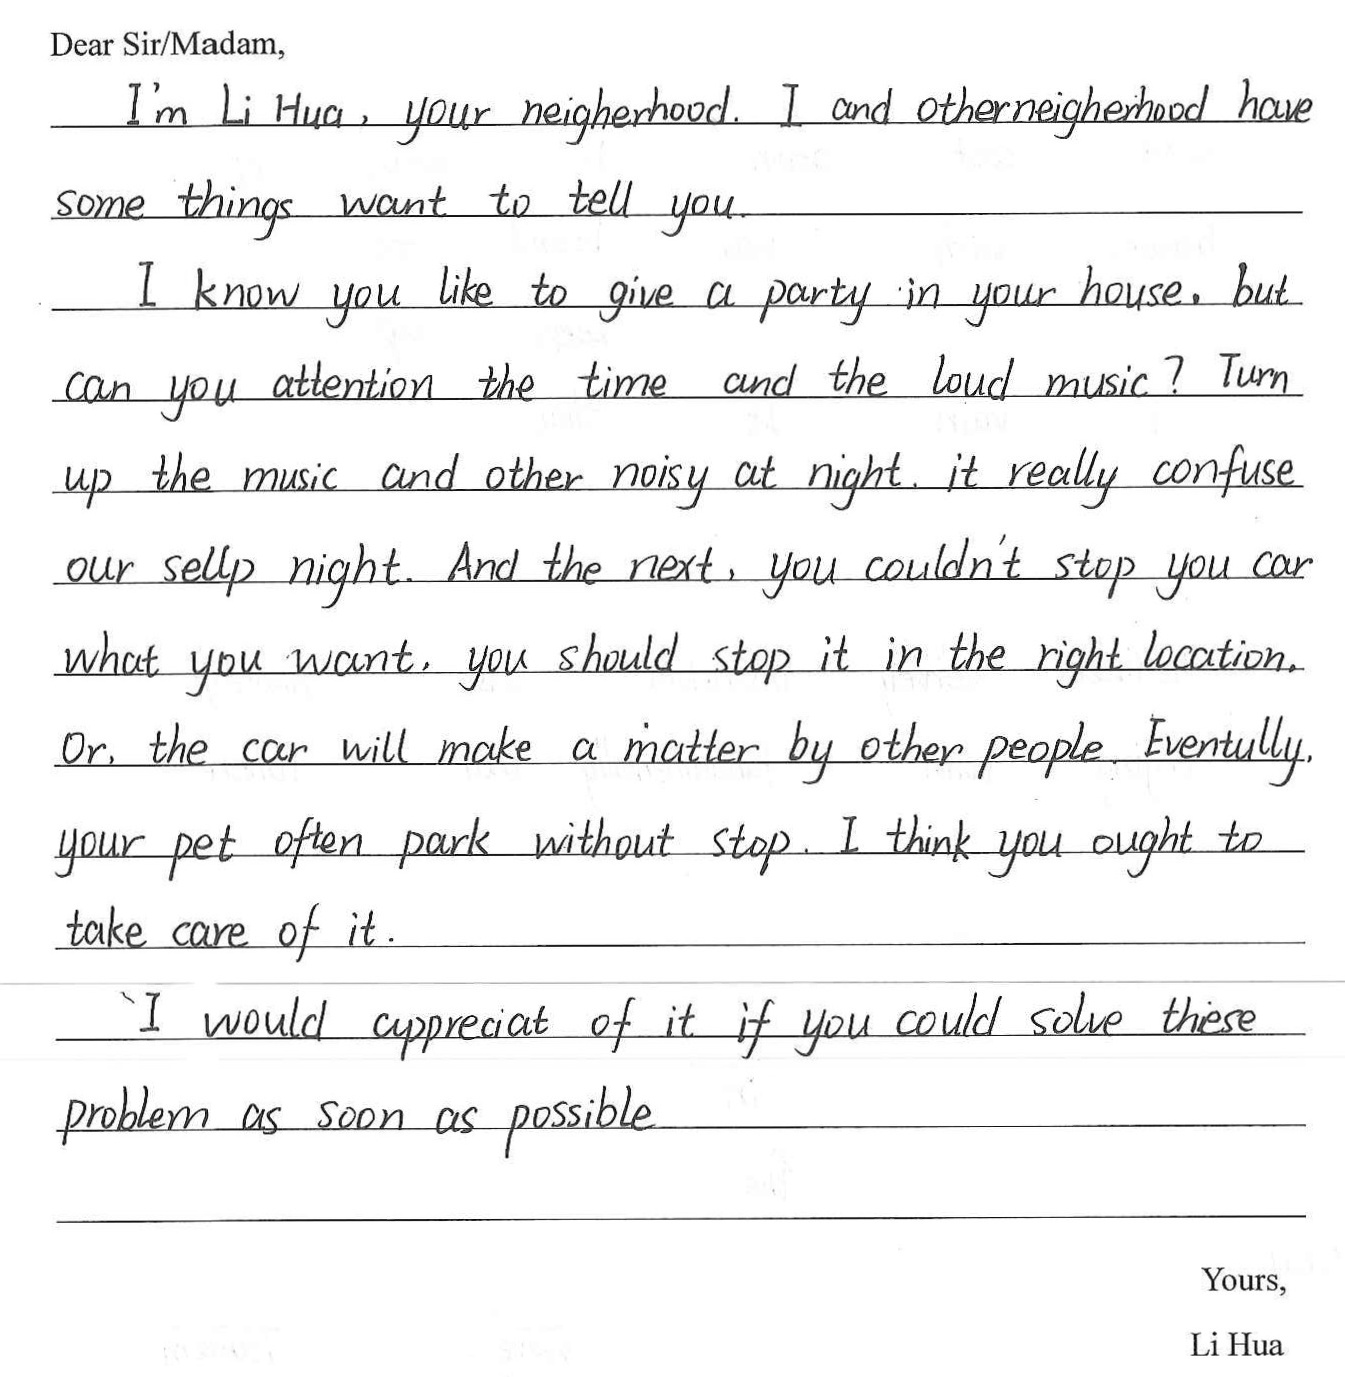 Dear Sir/Madam,
I'm Li Hua, your neigherhood. I and otherneigherhood have
some things want to tell you.
I know you like to give a party in your house, but
can you attention the time and the loud music? Turn
up the music and other noisy at night. it really confuse
our sellp night. And the next, you couldn't stop you car
what you want, you should stop it in the right location.
Or, the car will make a matter by other people. Eventully,
your pet often park without stop. I think you ought to
take care of it.
I would appreciat of it if you could solve these
problem as soon as possible
Yours,
Li Hua